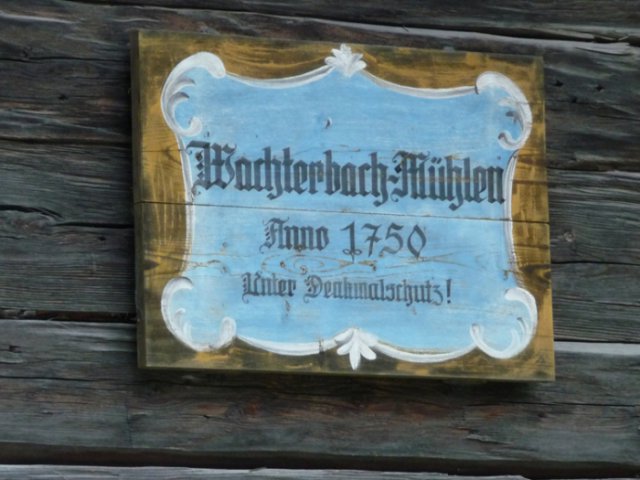 Wachterbach-Mühlen
Anno 1750
Unter Denkmalschutz!